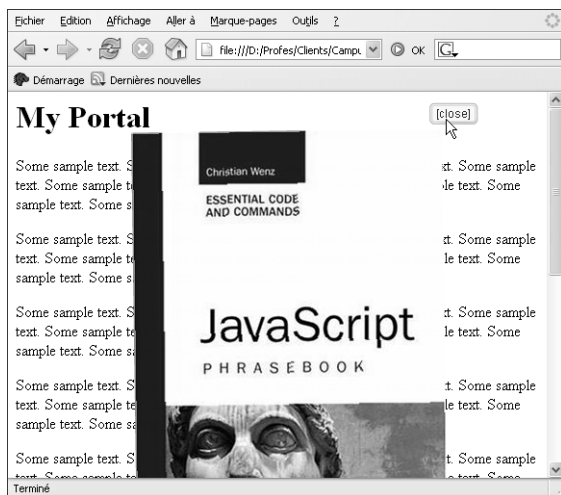 Fichier Edition Affichage Aller à Marque-pages Outils ?
file:///D:/Profes/Clients/Campu OK G
Démarrage Dernières nouvelles
My Portal [close]
Christian Wenz
ESSENTIAL CODE
AND COMMANDS
JavaScript
PHRASEBOOK
Some sample text. S xt. Some sample
text. Some sample te le text. Some
sample text. Some s
Some sample text. S xt. Some sample
text. Some sample te le text. Some
sample text. Some s
Some sample text. S xt. Some sample
text. Some sample te le text. Some
sample text. Some sa
Some sample text. S xt. Some sample
text. Some sample te le text. Some
sample text. Some sa
Some sample text. S t. Some sample
Terminé